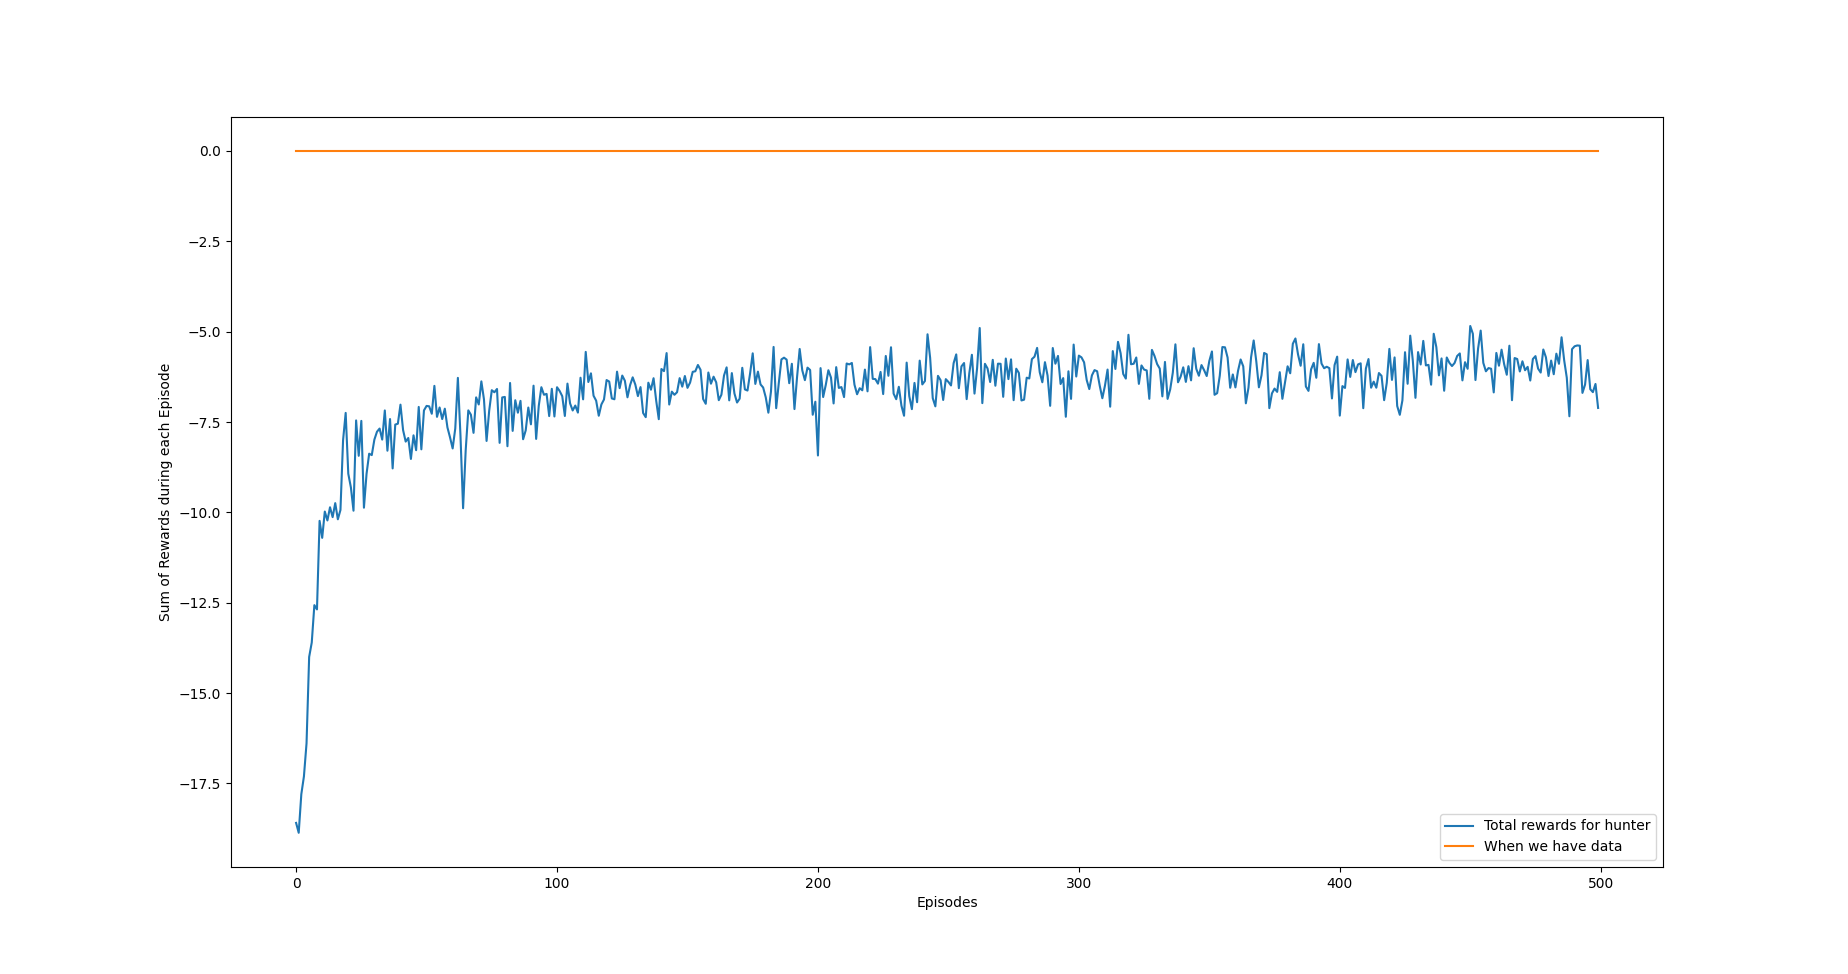 0.0
−2.5
−5.0
−7.5
−10.0
−12.5
−15.0
−17.5
Sum of Rewards during each Episode
0 100 200 300 400 500
Episodes
Total rewards for hunter
When we have data